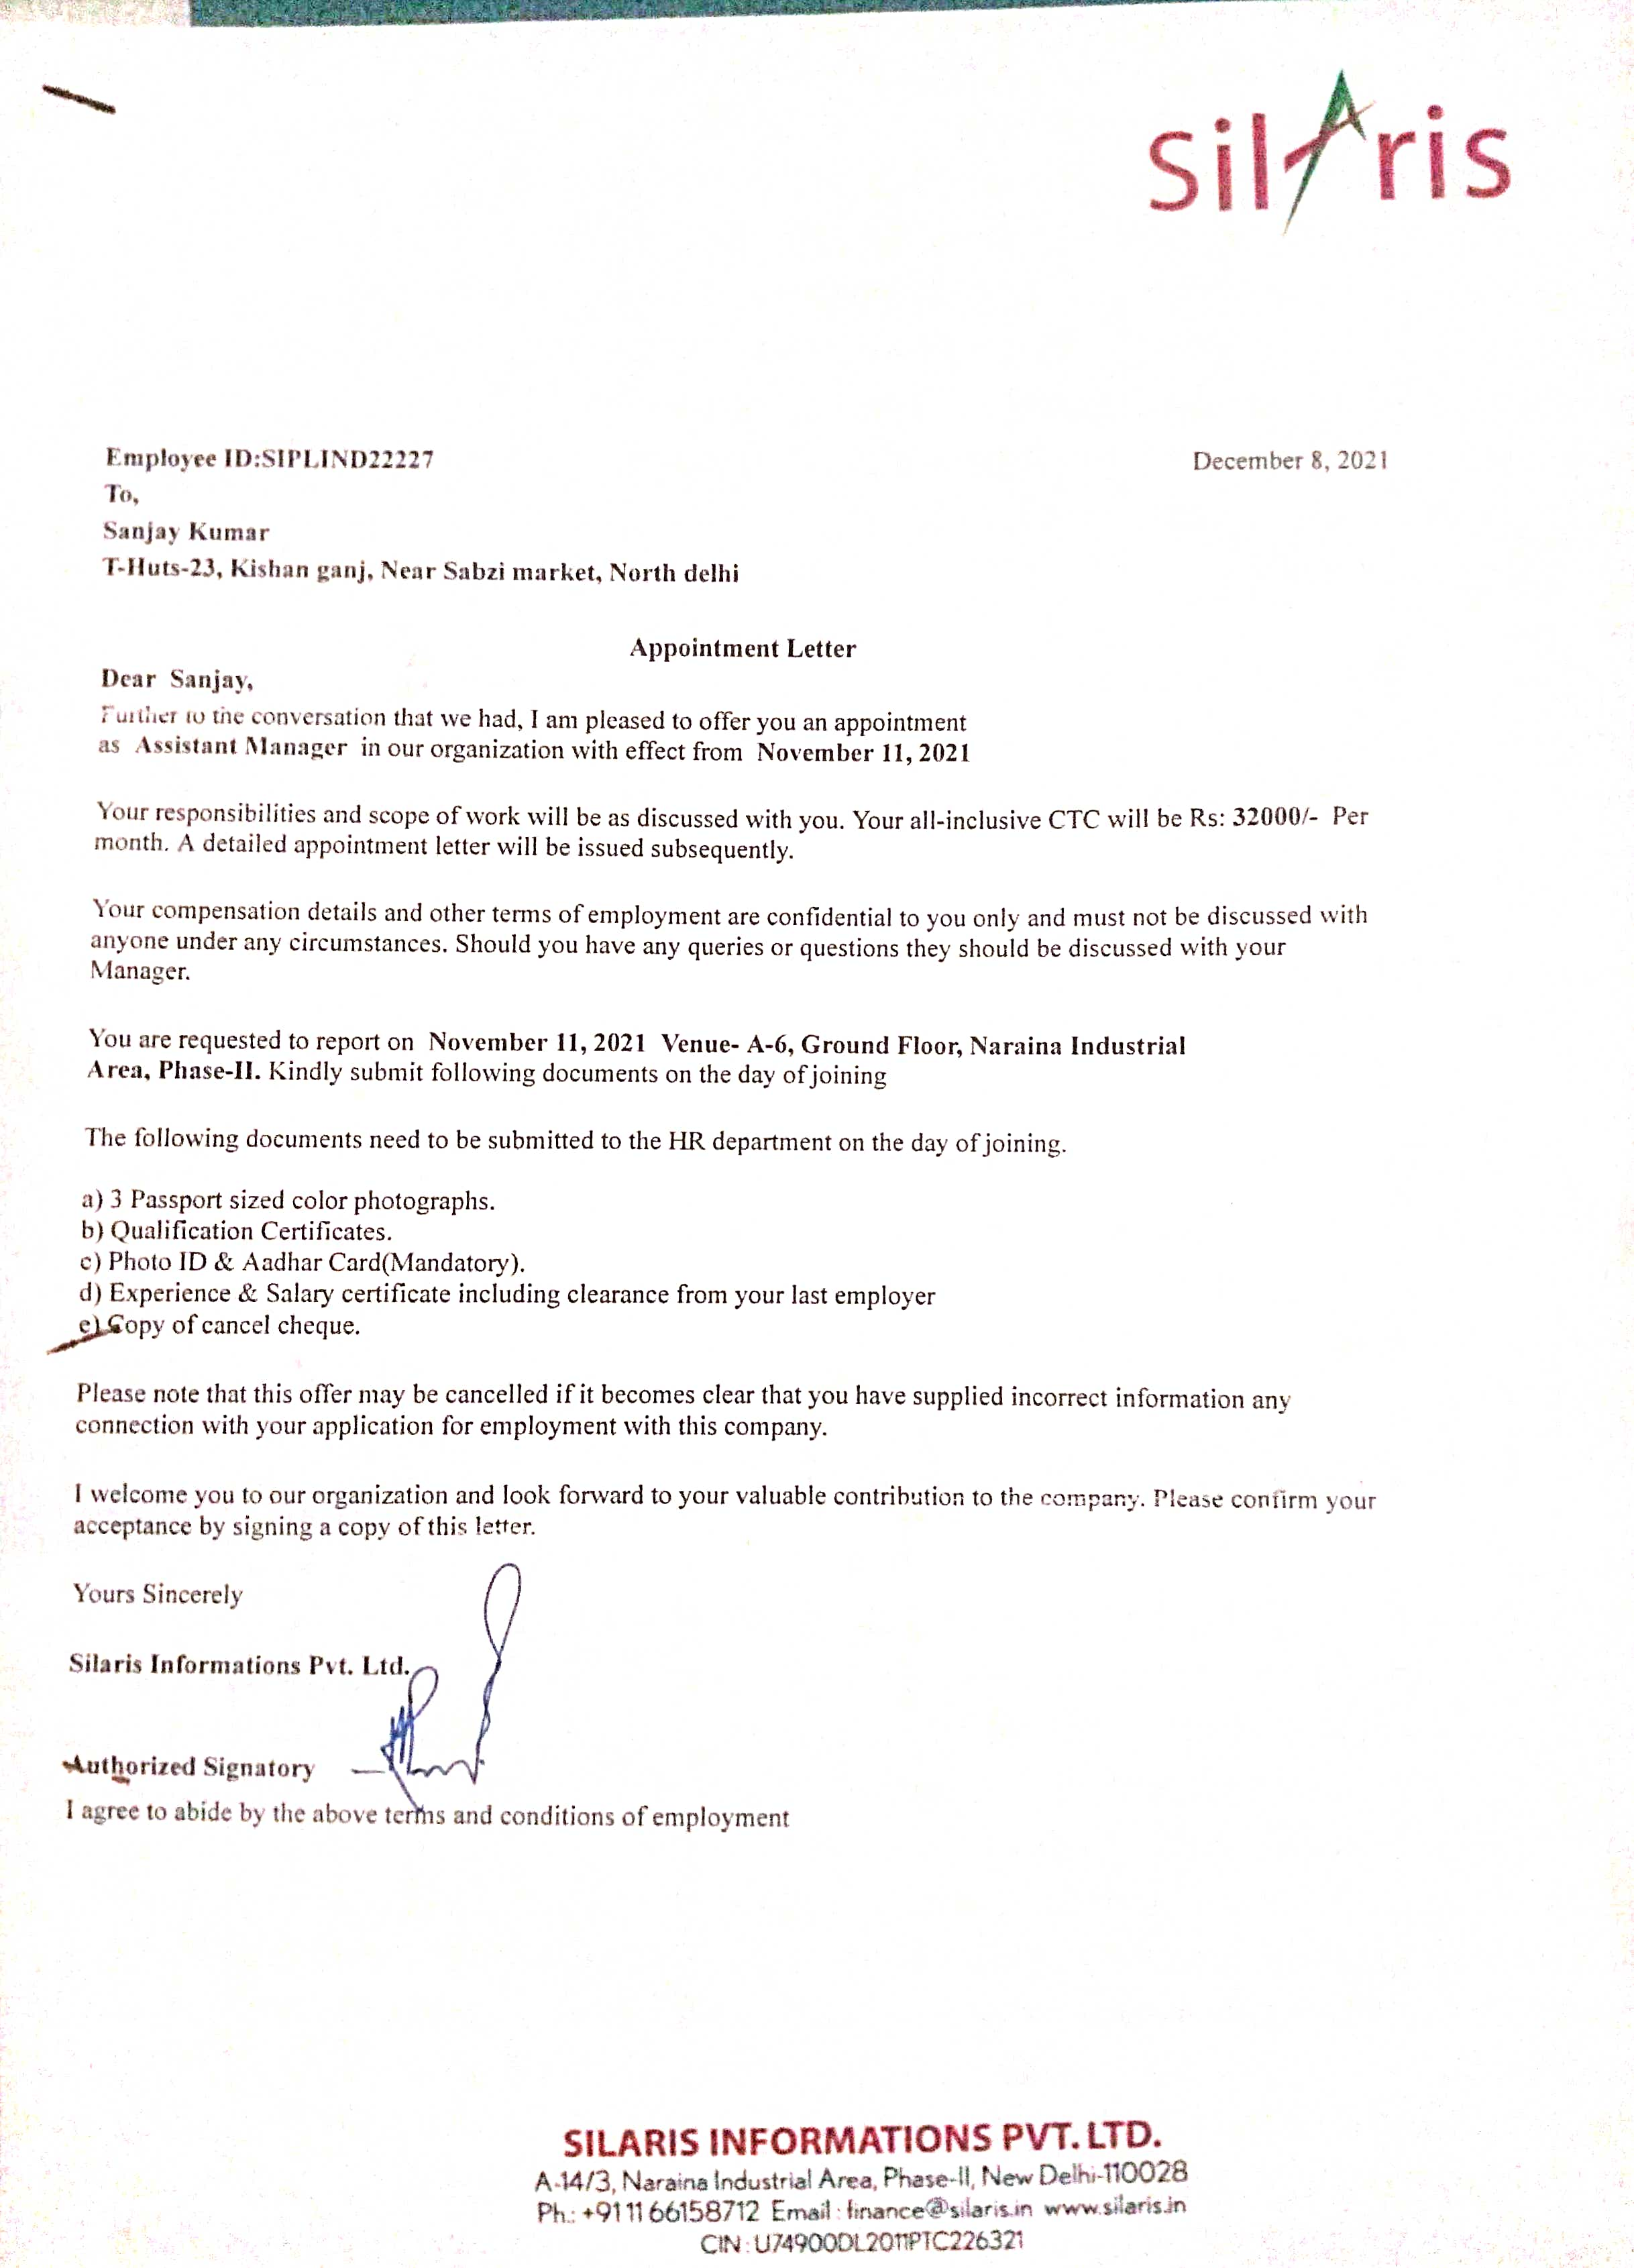 silAris
Employee ID:SIPLIND22227
December 8, 2021
To,
Sanjay Kumar
T-Huts-23, Kishan ganj, Near Sabzi market, North delhi
Appointment Letter
Dear Sanjay,
Further to the conversation that we had, I am pleased to offer you an appointment
as Assistant Manager in our organization with effect from November 11, 2021
Your responsibilities and scope of work will be as discussed with you. Your all-inclusive CTC will be Rs: 32000/- Per
month. A detailed appointment letter will be issued subsequently.
Your compensation details and other terms of employment are confidential to you only and must not be discussed with
anyone under any circumstances. Should you have any queries or questions they should be discussed with your
Manager.
You are requested to report on November 11, 2021 Venue- A-6, Ground Floor, Naraina Industrial
Area, Phase-II. Kindly submit following documents on the day of joining
The following documents need to be submitted to the HR department on the day of joining.
a) 3 Passport sized color photographs.
b) Qualification Certificates.
c) Photo ID & Aadhar Card(Mandatory).
d) Experience & Salary certificate including clearance from your last employer
e) Copy of cancel cheque.
Please note that this offer may be cancelled if it becomes clear that you have supplied incorrect information any
connection with your application for employment with this company.
I welcome you to our organization and look forward to your valuable contribution to the company. Please confirm your
acceptance by signing a copy of this letter.
Yours Sincerely
Silaris Informations Pvt. Ltd.
Authorized Signatory
I agree to abide by the above terms and conditions of employment
SILARIS INFORMATIONS PVT. LTD.
A-14/3, Naraina Industrial Area, Phase-II, New Delhi-110028
Ph.: +91 11 66158712 Email : finance@silaris.in www.silaris.in
CIN : U74900DL2011PTC226321